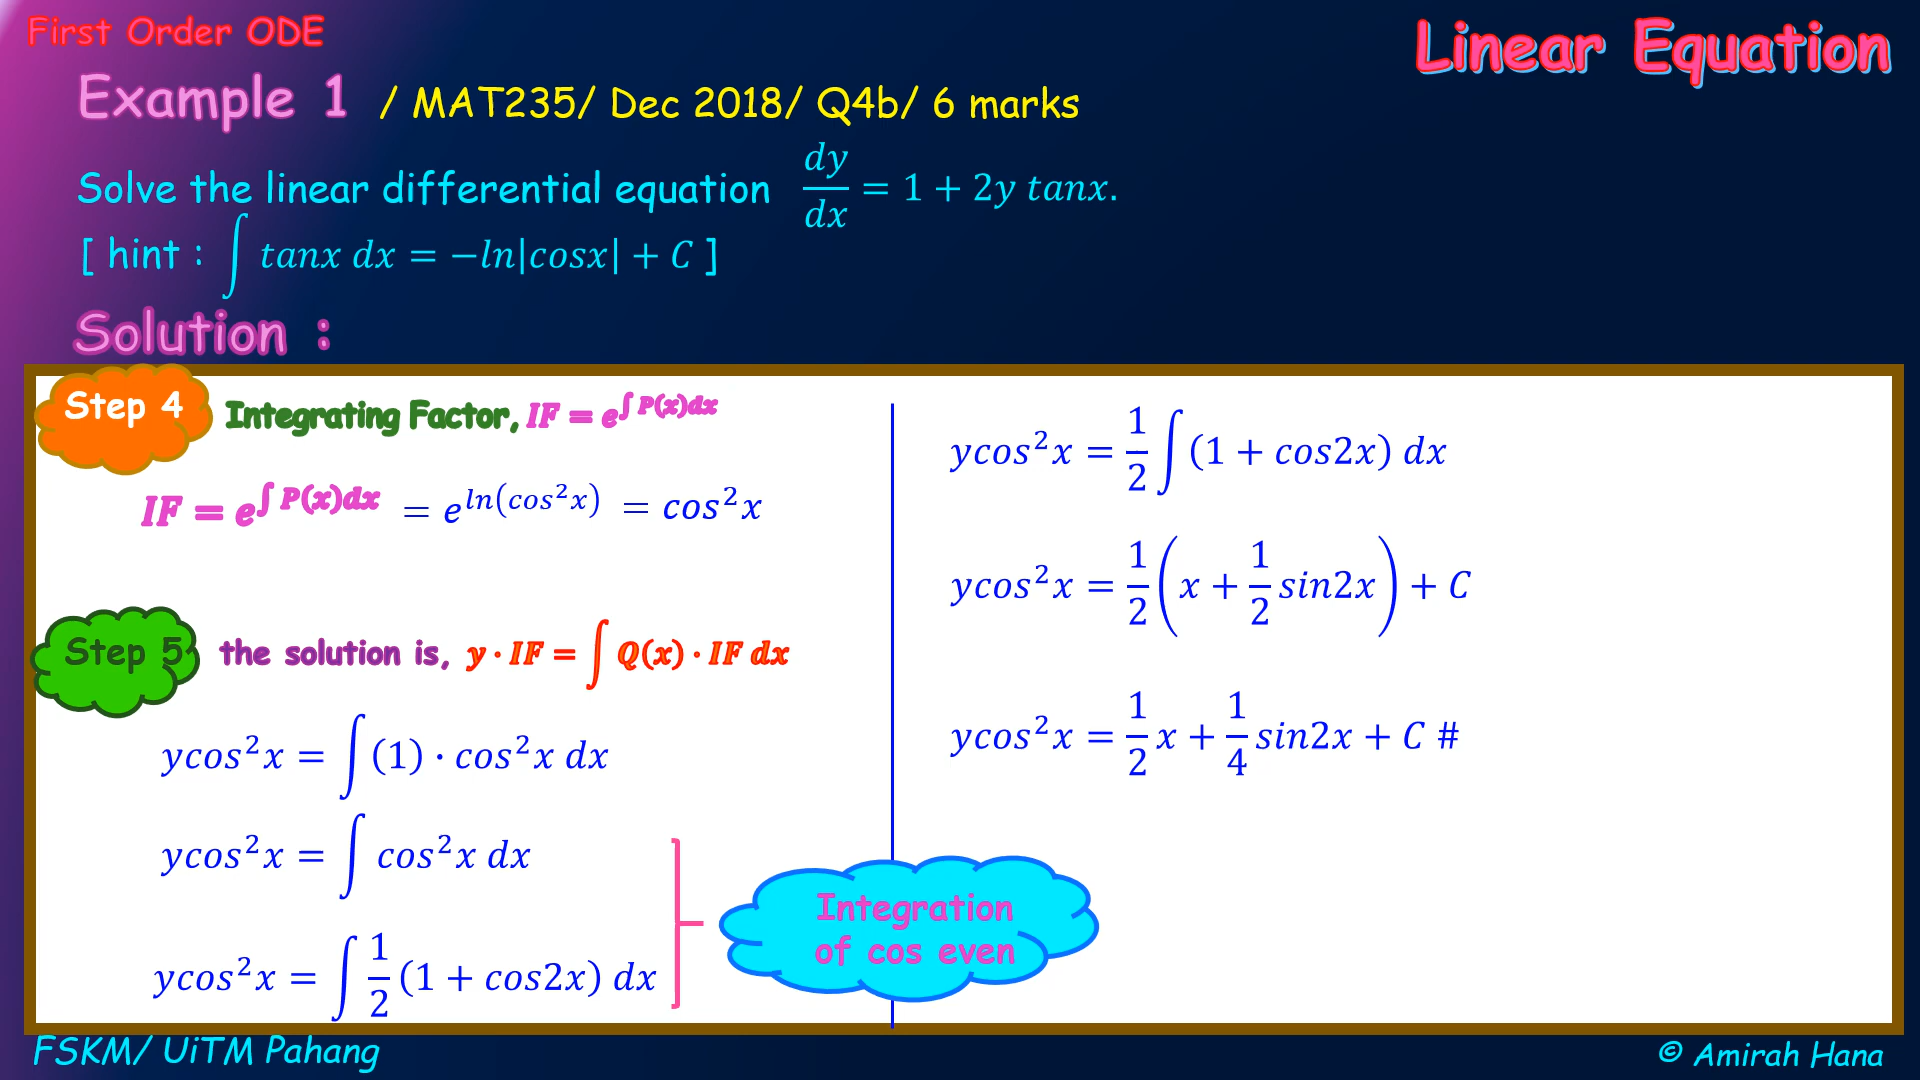 First Order ODE
Linear Equation
Example 1 / MAT235/ Dec 2018/ Q4b/ 6 marks
Solve the linear differential equation dy/dx = 1 + 2y tanx.
[ hint : ∫ tanx dx = −ln|cosx| + C ]
Solution :
Step 4 Integrating Factor, IF = e^∫ P(x)dx
IF = e^∫ P(x)dx = e^ln(cos²x) = cos²x
Step 5 the solution is, y · IF = ∫ Q(x) · IF dx
ycos²x = ∫ (1) · cos²x dx
ycos²x = ∫ cos²x dx
ycos²x = ∫ 1/2 (1 + cos2x) dx
Integration
of cos even
ycos²x = 1/2 ∫ (1 + cos2x) dx
ycos²x = 1/2 (x + 1/2 sin2x) + C
ycos²x = 1/2 x + 1/4 sin2x + C #
FSKM/ UiTM Pahang
© Amirah Hana